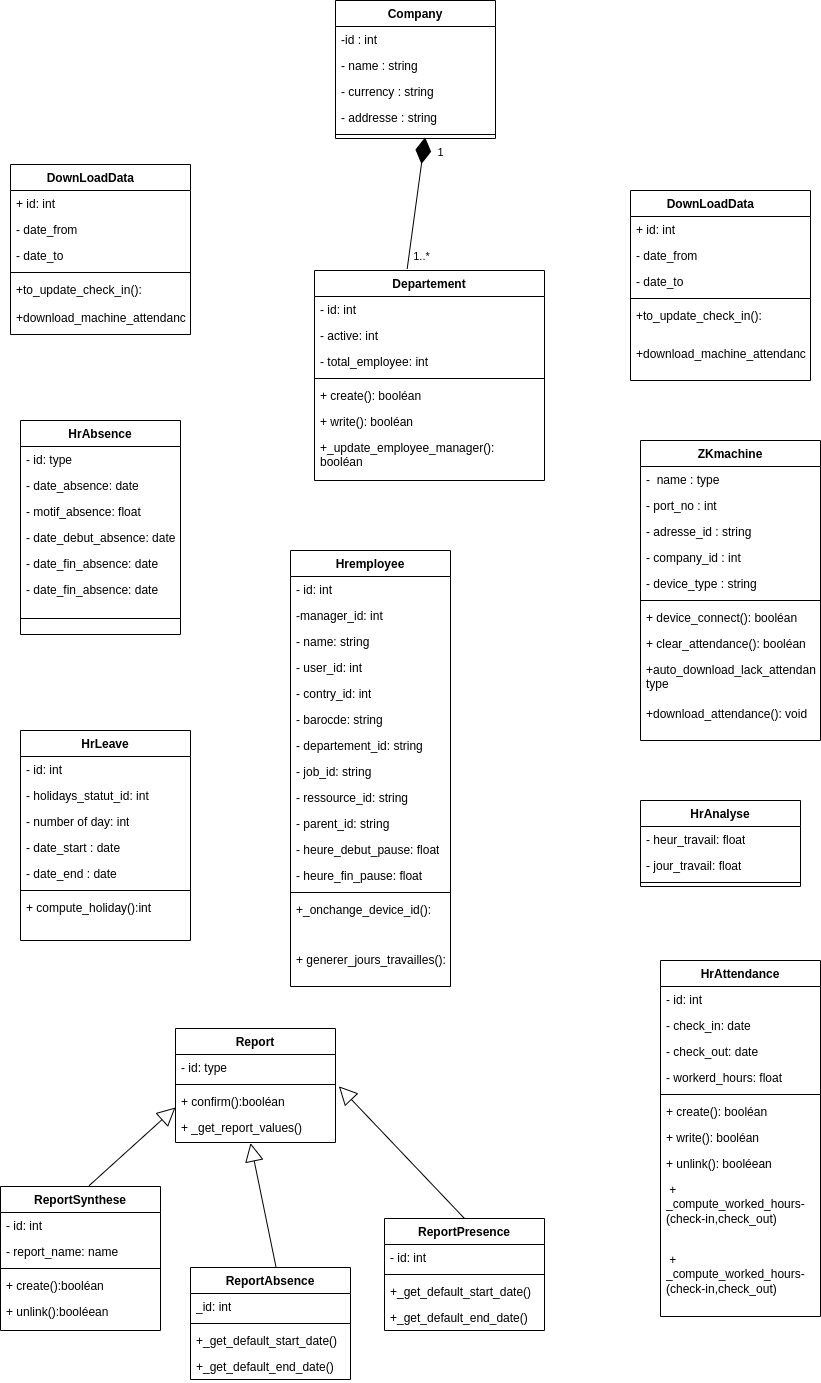 Company
-id : int
- name : string
- currency : string
- addresse : string
1
1..*
DownLoadData
+ id: int
- date_from
- date_to
+to_update_check_in():
+download_machine_attendanc
DownLoadData
+ id: int
- date_from
- date_to
+to_update_check_in():
+download_machine_attendanc
Departement
- id: int
- active: int
- total_employee: int
+ create(): booléan
+ write(): booléan
+_update_employee_manager():
booléan
HrAbsence
- id: type
- date_absence: date
- motif_absence: float
- date_debut_absence: date
- date_fin_absence: date
- date_fin_absence: date
ZKmachine
- name : type
- port_no : int
- adresse_id : string
- company_id : int
- device_type : string
+ device_connect(): booléan
+ clear_attendance(): booléan
+auto_download_lack_attendan
type
+download_attendance(): void
Hremployee
- id: int
-manager_id: int
- name: string
- user_id: int
- contry_id: int
- barocde: string
- departement_id: string
- job_id: string
- ressource_id: string
- parent_id: string
- heure_debut_pause: float
- heure_fin_pause: float
+_onchange_device_id():
+ generer_jours_travailles():
HrLeave
- id: int
- holidays_statut_id: int
- number of day: int
- date_start : date
- date_end : date
+ compute_holiday():int
HrAnalyse
- heur_travail: float
- jour_travail: float
HrAttendance
- id: int
- check_in: date
- check_out: date
- workerd_hours: float
+ create(): booléan
+ write(): booléan
+ unlink(): booléean
+
_compute_worked_hours-
(check-in,check_out)
+
_compute_worked_hours-
(check-in,check_out)
Report
- id: type
+ confirm():booléan
+ _get_report_values()
ReportSynthese
- id: int
- report_name: name
+ create():booléan
+ unlink():booléean
ReportAbsence
_id: int
+_get_default_start_date()
+_get_default_end_date()
ReportPresence
- id: int
+_get_default_start_date()
+_get_default_end_date()